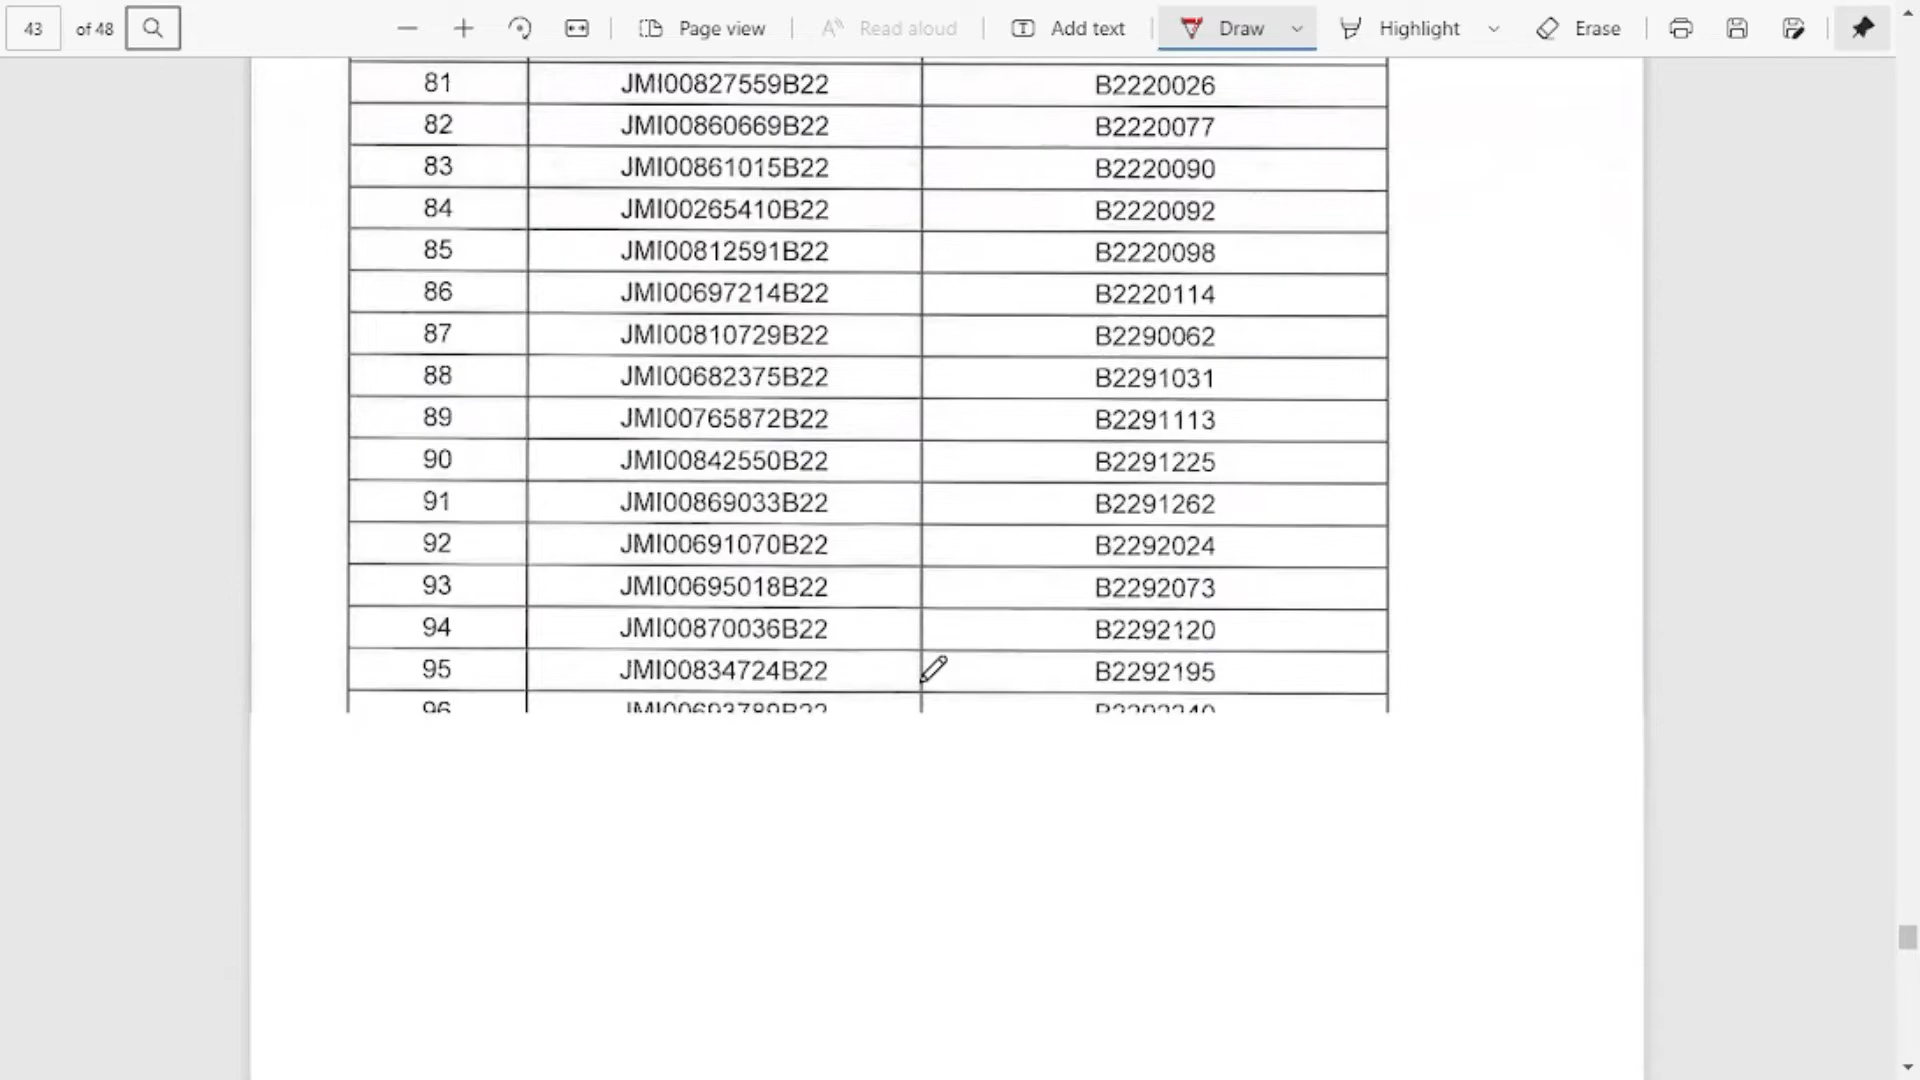 43 of 48 Page view Read aloud Add text Draw Highlight Erase
81 JMI00827559B22 B2220026
82 JMI00860669B22 B2220077
83 JMI00861015B22 B2220090
84 JMI00265410B22 B2220092
85 JMI00812591B22 B2220098
86 JMI00697214B22 B2220114
87 JMI00810729B22 B2290062
88 JMI00682375B22 B2291031
89 JMI00765872B22 B2291113
90 JMI00842550B22 B2291225
91 JMI00869033B22 B2291262
92 JMI00691070B22 B2292024
93 JMI00695018B22 B2292073
94 JMI00870036B22 B2292120
95 JMI00834724B22 B2292195
96